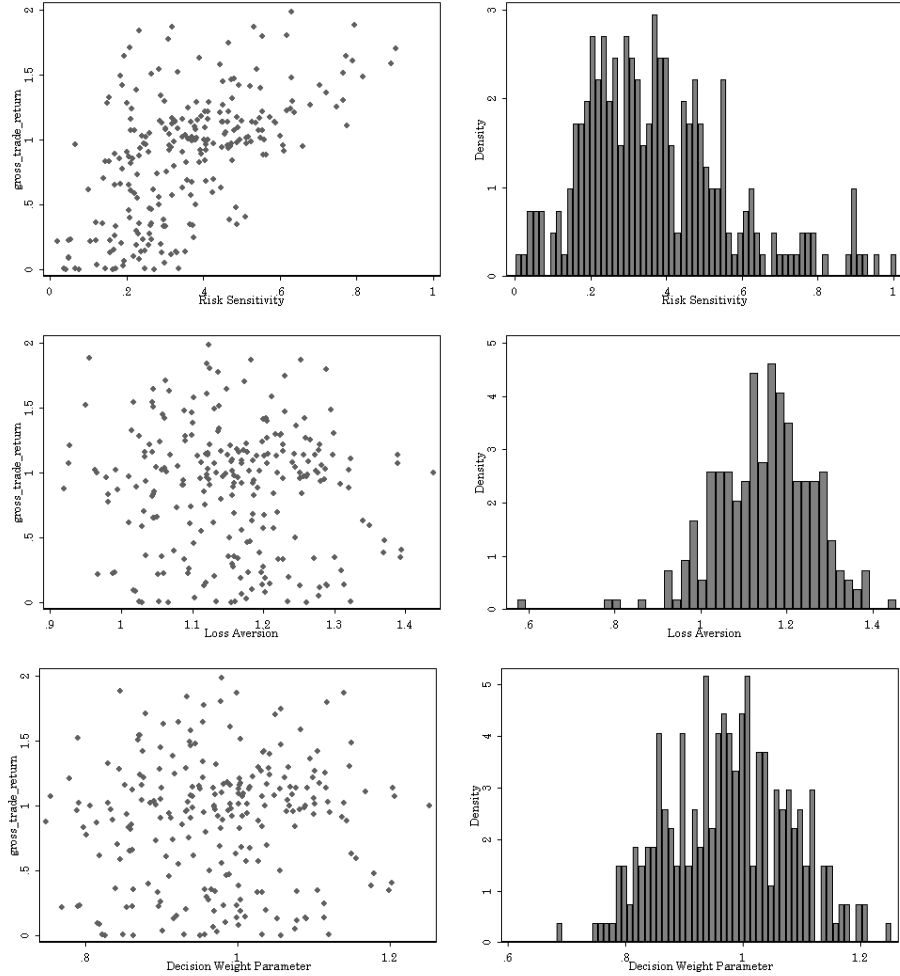 gross_trade_return
0 .5 1 1.5 2
0 .2 .4 .6 .8 1
Risk Sensitivity
Density
0 1 2 3
0 .2 .4 .6 .8 1
Risk Sensitivity
gross_trade_return
0 .5 1 1.5 2
.9 1 1.1 1.2 1.3 1.4
Loss Aversion
Density
0 1 2 3 4 5
.6 .8 1 1.2 1.4
Loss Aversion
gross_trade_return
0 .5 1 1.5 2
.8 1 1.2
Decision Weight Parameter
Density
0 1 2 3 4 5
.6 .8 1 1.2
Decision Weight Parameter